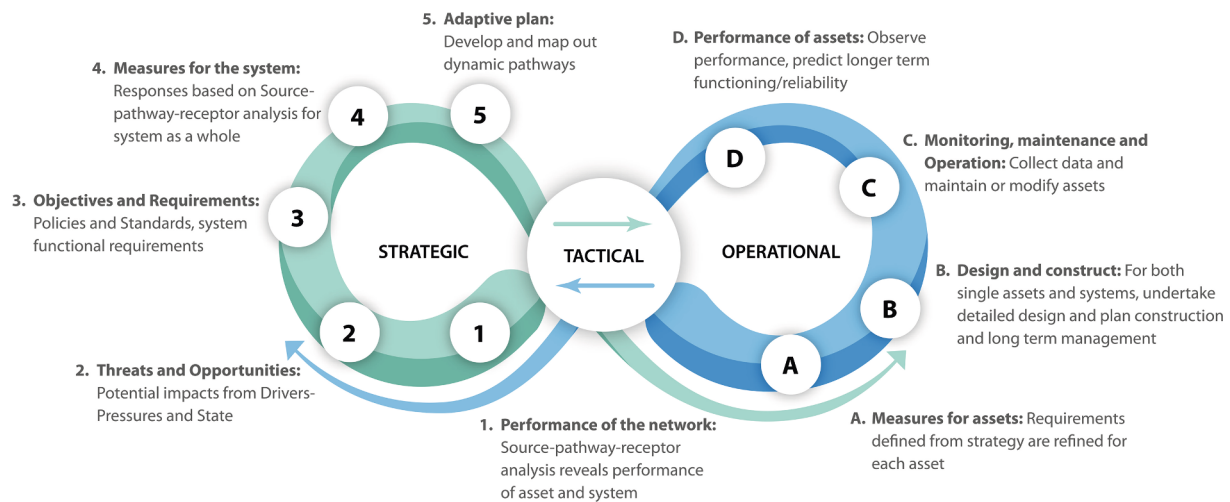 5. Adaptive plan:
Develop and map out
dynamic pathways
4. Measures for the system:
Responses based on Source-
pathway-receptor analysis for
system as a whole
3. Objectives and Requirements:
Policies and Standards, system
functional requirements
2. Threats and Opportunities:
Potential impacts from Drivers-
Pressures and State
1. Performance of the network:
Source-pathway-receptor
analysis reveals performance
of asset and system
4
5
3
2
1
STRATEGIC
TACTICAL
OPERATIONAL
D
C
B
A
D. Performance of assets: Observe
performance, predict longer term
functioning/reliability
C. Monitoring, maintenance and
Operation: Collect data and
maintain or modify assets
B. Design and construct: For both
single assets and systems, undertake
detailed design and plan construction
and long term management
A. Measures for assets: Requirements
defined from strategy are refined for
each asset